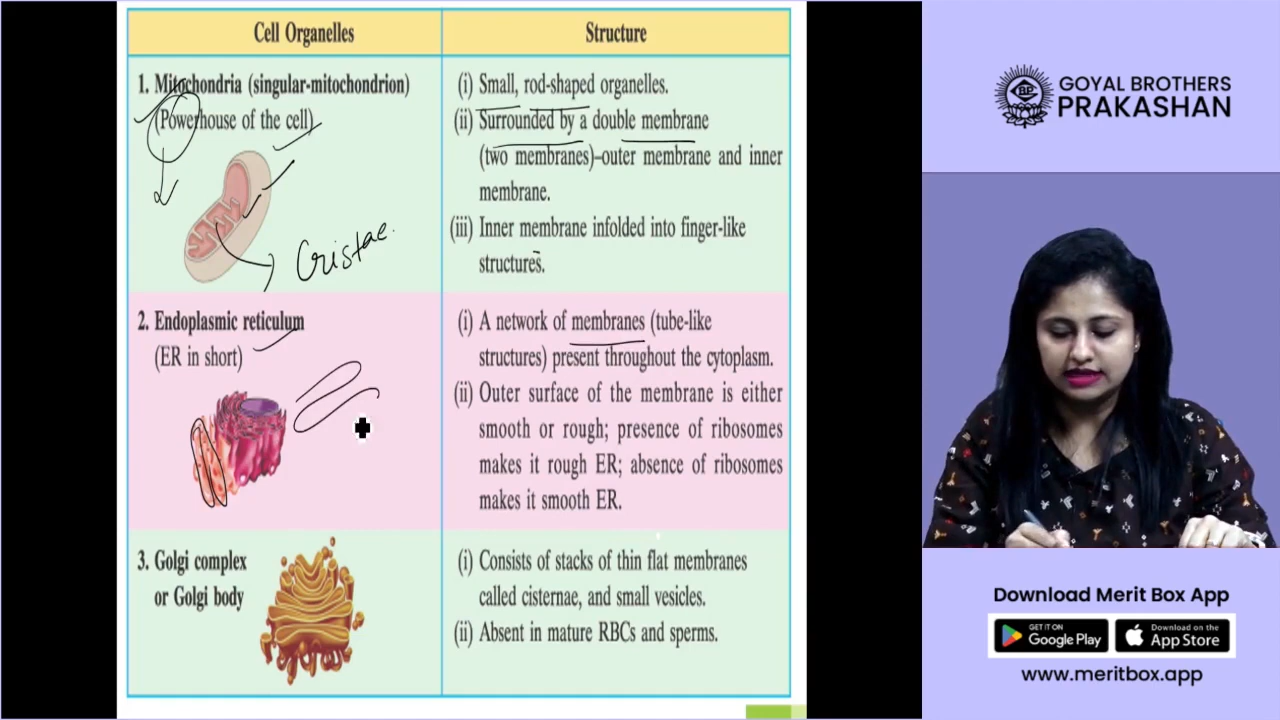 Cell Organelles
Structure
1. Mitochondria (singular-mitochondrion)
(Powerhouse of the cell)
Cristae.
(i) Small, rod-shaped organelles.
(ii) Surrounded by a double membrane
(two membranes)–outer membrane and inner
membrane.
(iii) Inner membrane infolded into finger-like
structures.
2. Endoplasmic reticulum
(ER in short)
(i) A network of membranes (tube-like
structures) present throughout the cytoplasm.
(ii) Outer surface of the membrane is either
smooth or rough; presence of ribosomes
makes it rough ER; absence of ribosomes
makes it smooth ER.
3. Golgi complex
or Golgi body
(i) Consists of stacks of thin flat membranes
called cisternae, and small vesicles.
(ii) Absent in mature RBCs and sperms.
GBP
GOYAL BROTHERS
PRAKASHAN
Download Merit Box App
GET IT ON
Google Play
Download on the
App Store
www.meritbox.app